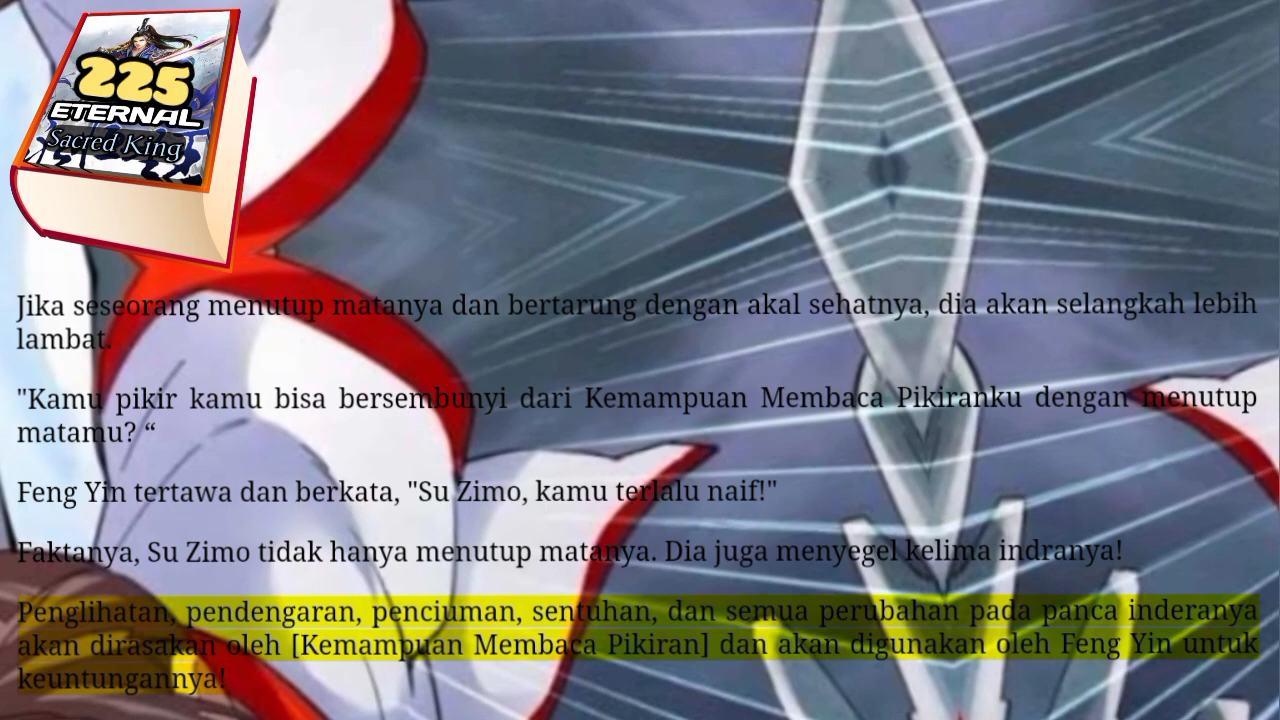 225
ETERNAL
Sacred King
Jika seseorang menutup matanya dan bertarung dengan akal sehatnya, dia akan selangkah lebih
lambat.
"Kamu pikir kamu bisa bersembunyi dari Kemampuan Membaca Pikiranku dengan menutup
matamu? “
Feng Yin tertawa dan berkata, "Su Zimo, kamu terlalu naif!"
Faktanya, Su Zimo tidak hanya menutup matanya. Dia juga menyegel kelima indranya!
Penglihatan, pendengaran, penciuman, sentuhan, dan semua perubahan pada panca inderanya
akan dirasakan oleh [Kemampuan Membaca Pikiran] dan akan digunakan oleh Feng Yin untuk
keuntungannya!